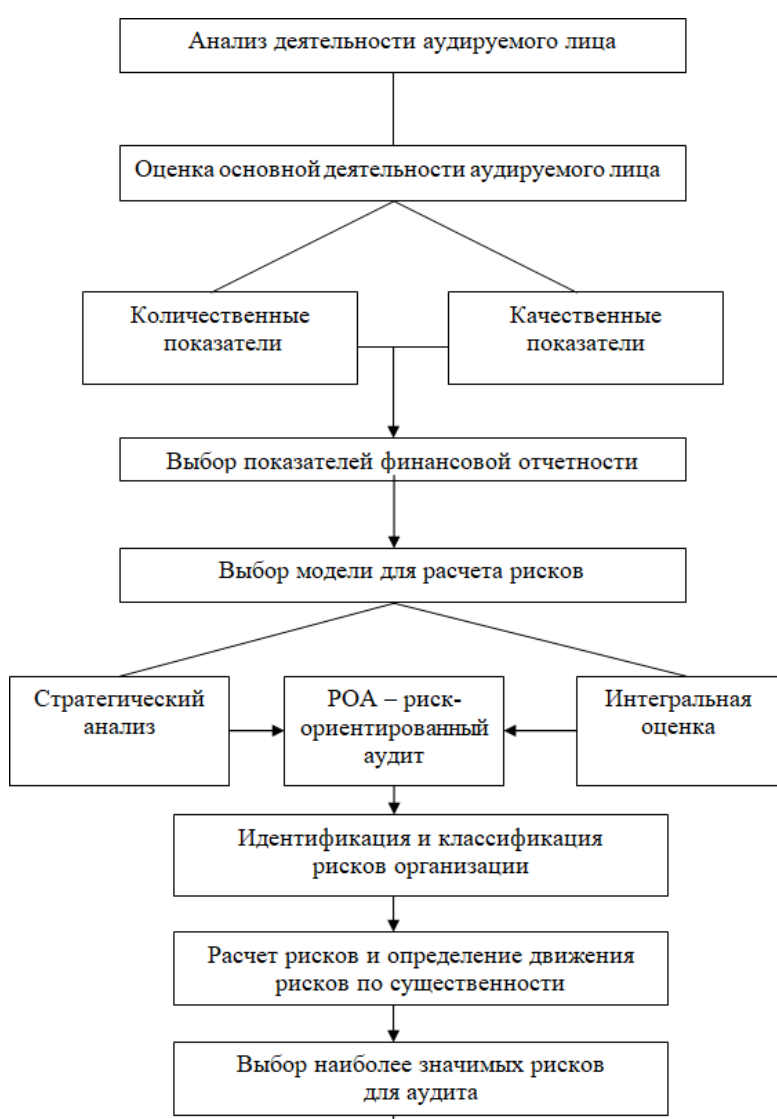 Анализ деятельности аудируемого лица
Оценка основной деятельности аудируемого лица
Количественные
показатели
Качественные
показатели
Выбор показателей финансовой отчетности
Выбор модели для расчета рисков
Стратегический
анализ
РОА – риск-
ориентированный
аудит
Интегральная
оценка
Идентификация и классификация
рисков организации
Расчет рисков и определение движения
рисков по существенности
Выбор наиболее значимых рисков
для аудита